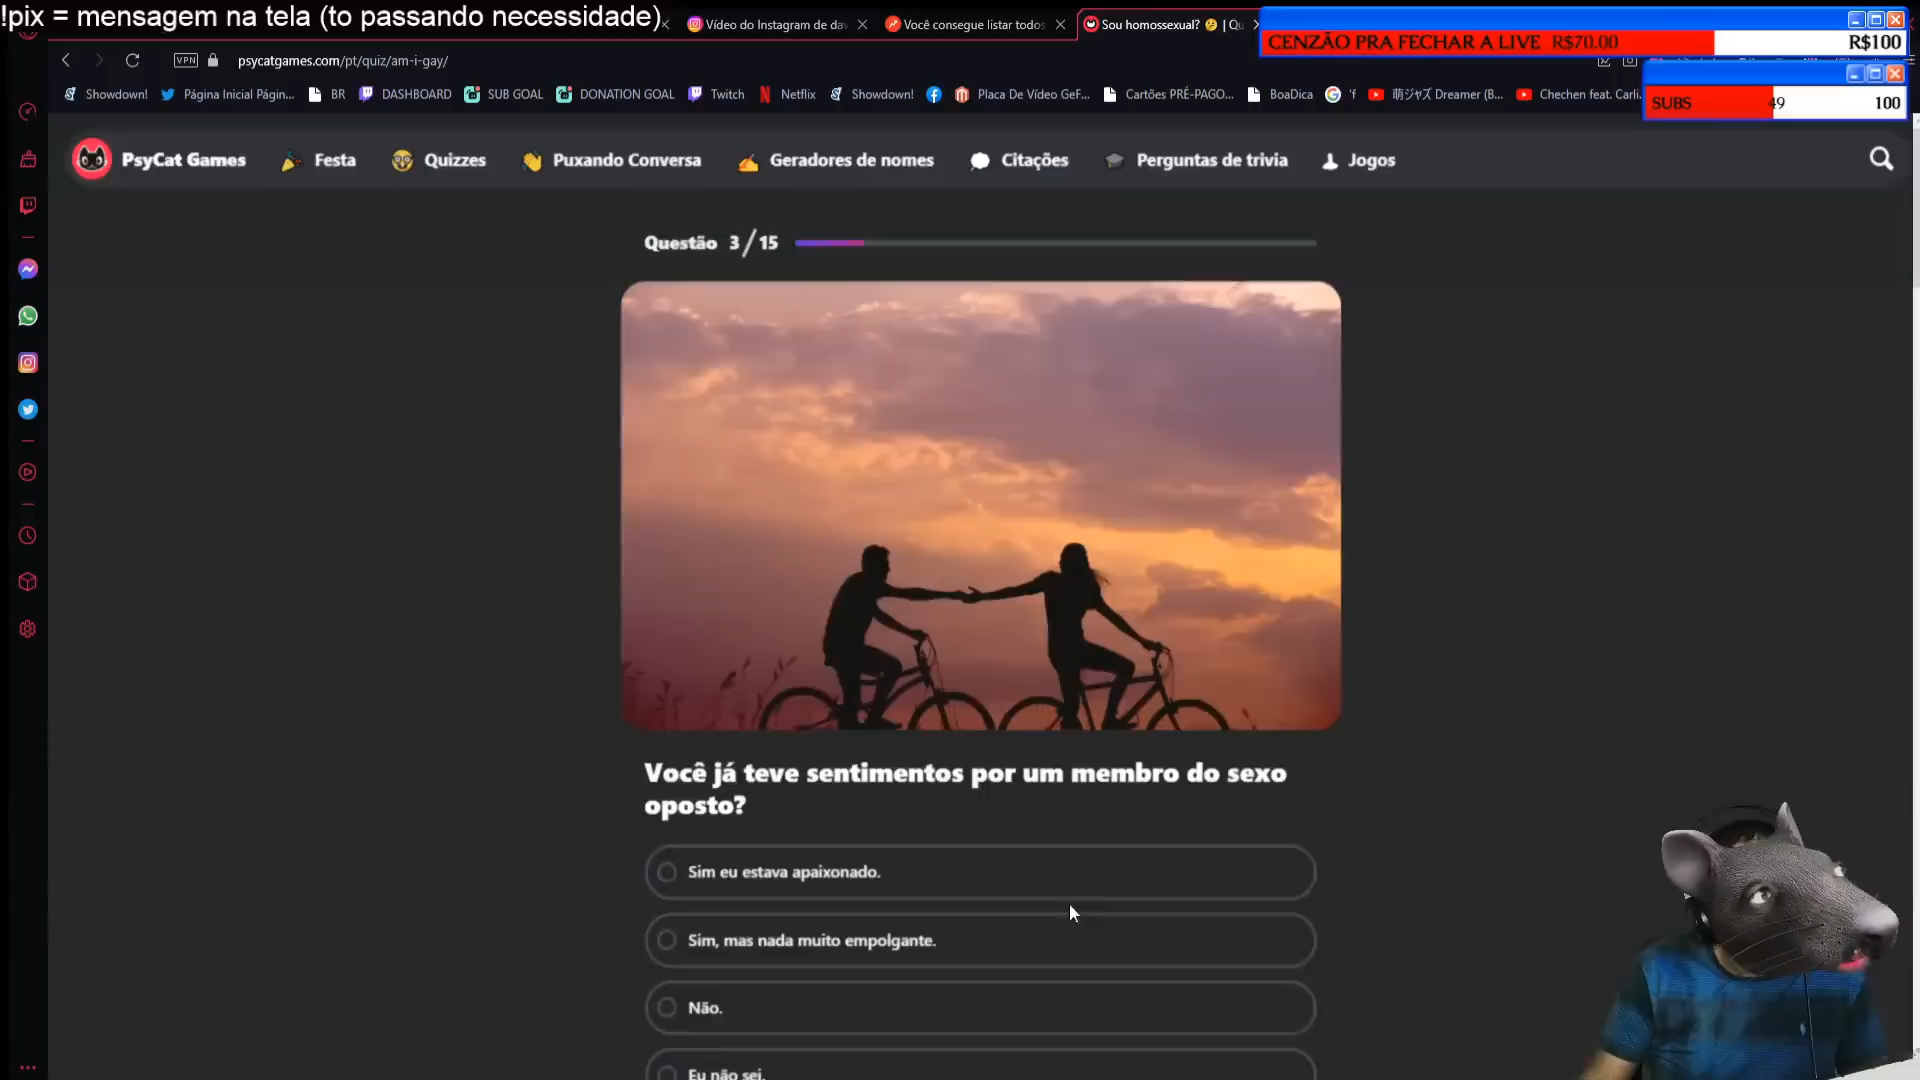 !pix = mensagem na tela (to passando necessidade)
Vídeo do Instagram de da
Você consegue listar todos
Sou homossexual? 🤔 | Qu
CENZÃO PRA FECHAR A LIVE R$70.00
R$100
VPN
psycatgames.com/pt/quiz/am-i-gay/
Showdown!
Página Inicial Págin...
BR
DASHBOARD
SUB GOAL
DONATION GOAL
Twitch
Netflix
Showdown!
Placa De Vídeo GeF...
Cartões PRÉ-PAGO...
BoaDica
'f
萌ジャズ Dreamer (B...
Chechen feat. Carli...
SUBS
49
100
PsyCat Games
Festa
Quizzes
Puxando Conversa
Geradores de nomes
Citações
Perguntas de trivia
Jogos
Questão 3/15
Você já teve sentimentos por um membro do sexo
oposto?
Sim eu estava apaixonado.
Sim, mas nada muito empolgante.
Não.
Eu não sei.